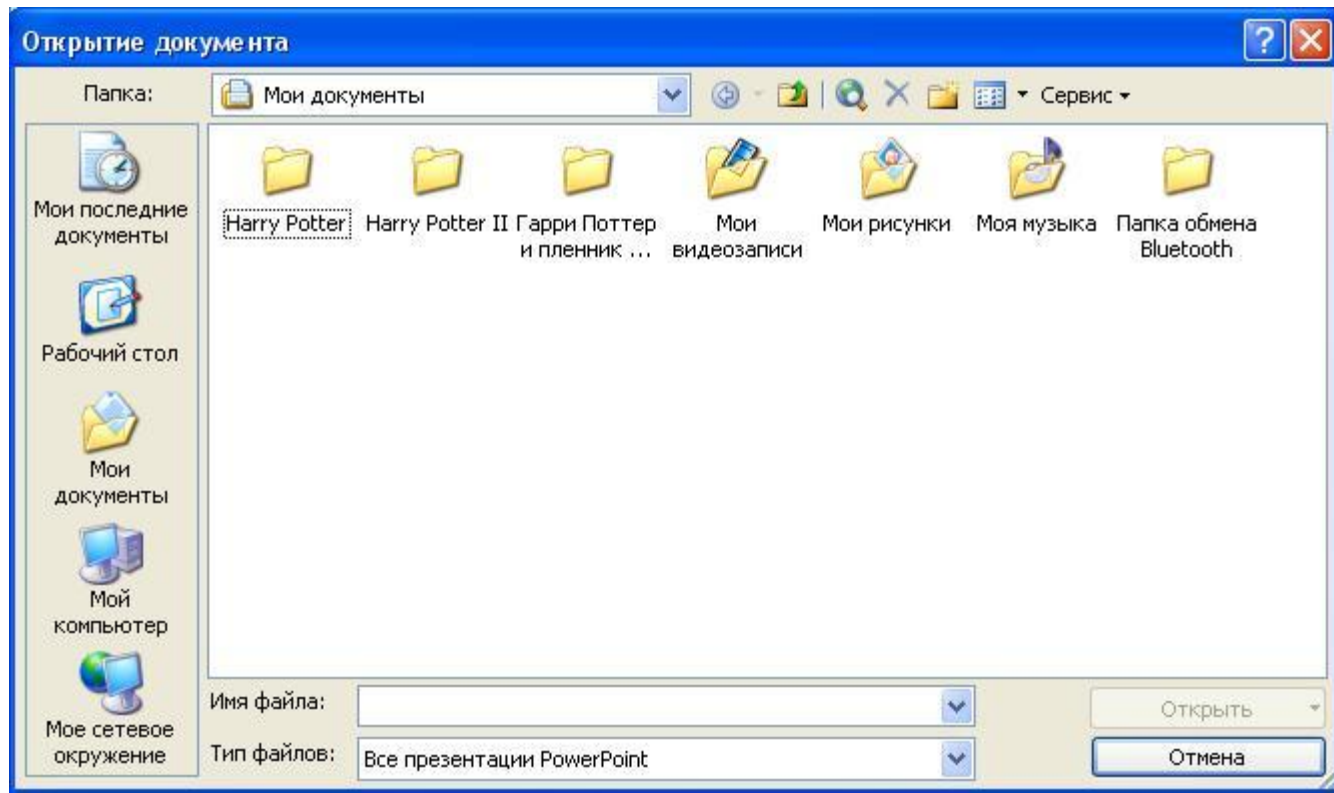 Открытие документа
Папка:
Мои документы
Сервис
Мои последние
документы
Рабочий стол
Мои
документы
Мой
компьютер
Мое сетевое
окружение
Harry Potter
Harry Potter II
Гарри Поттер
и пленник ...
Мои
видеозаписи
Мои рисунки
Моя музыка
Папка обмена
Bluetooth
Имя файла:
Открыть
Тип файлов:
Все презентации PowerPoint
Отмена